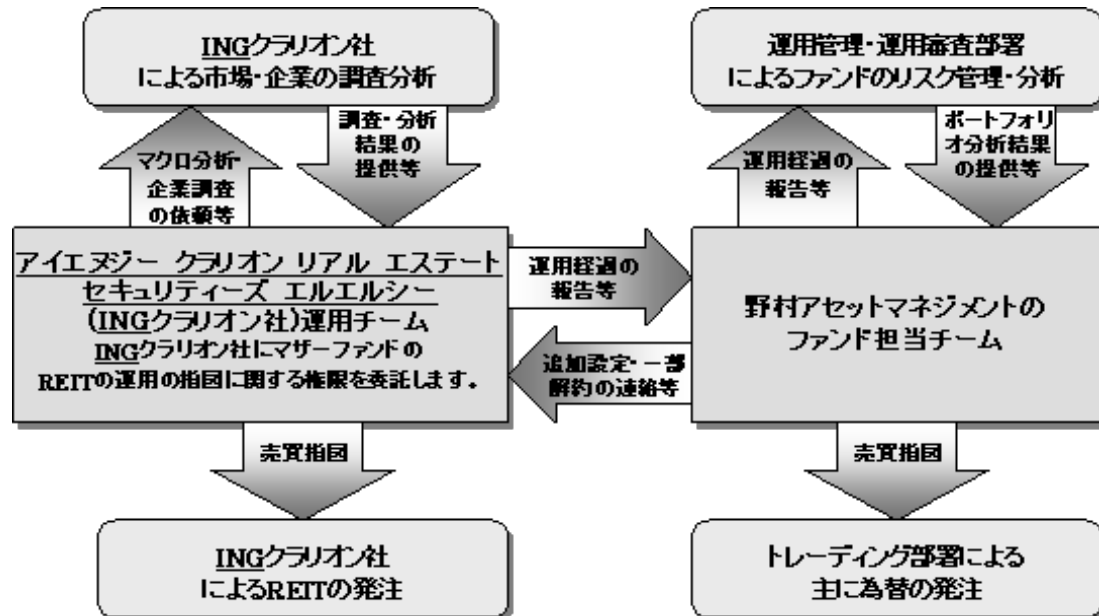 INGクラリオン社
による市場・企業の調査分析
運用管理・運用審査部署
によるファンドのリスク管理・分析
マクロ分析・
企業調査
の依頼等
調査・分析
結果の
提供等
運用経過の
報告等
ポートフォリ
オ分析結果
の提供等
アイエヌジー クラリオン リアル エステート
セキュリティーズ エルエルシー
(INGクラリオン社)運用チーム
INGクラリオン社にマザーファンドの
REITの運用の指図に関する権限を委託します。
運用経過の
報告等
追加設定・一部
解約の連絡等
野村アセットマネジメントの
ファンド担当チーム
売買指図
売買指図
INGクラリオン社
によるREITの発注
トレーディング部署による
主に為替の発注